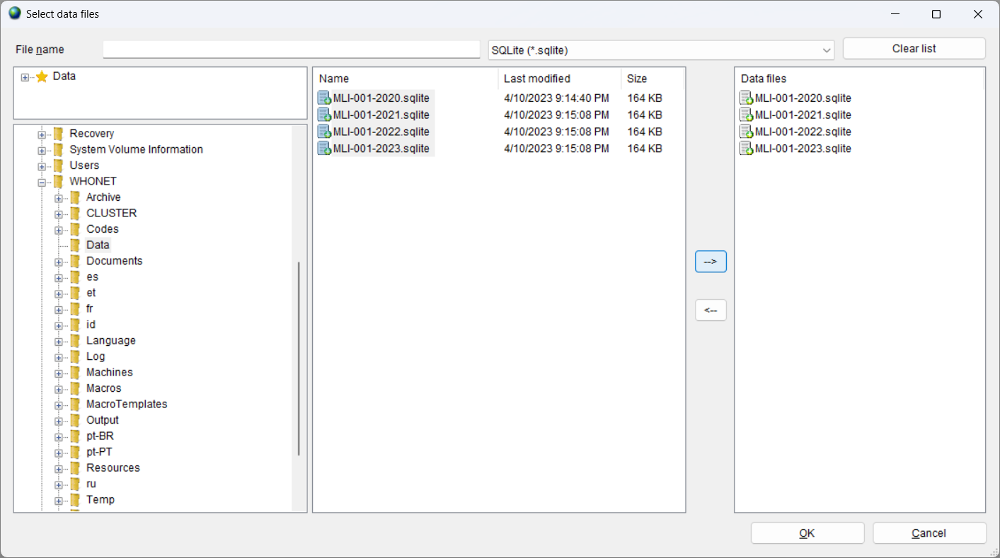 Select data files
File name
SQLite (*.sqlite)
Clear list
Data
Recovery
System Volume Information
Users
WHONET
Archive
CLUSTER
Codes
Data
Documents
es
et
fr
id
Language
Log
Machines
Macros
MacroTemplates
Output
pt-BR
pt-PT
Resources
ru
Temp
Name Last modified Size
MLI-001-2020.sqlite 4/10/2023 9:14:40 PM 164 KB
MLI-001-2021.sqlite 4/10/2023 9:15:08 PM 164 KB
MLI-001-2022.sqlite 4/10/2023 9:15:08 PM 164 KB
MLI-001-2023.sqlite 4/10/2023 9:15:08 PM 164 KB
-->
<--
Data files
MLI-001-2020.sqlite
MLI-001-2021.sqlite
MLI-001-2022.sqlite
MLI-001-2023.sqlite
OK
Cancel